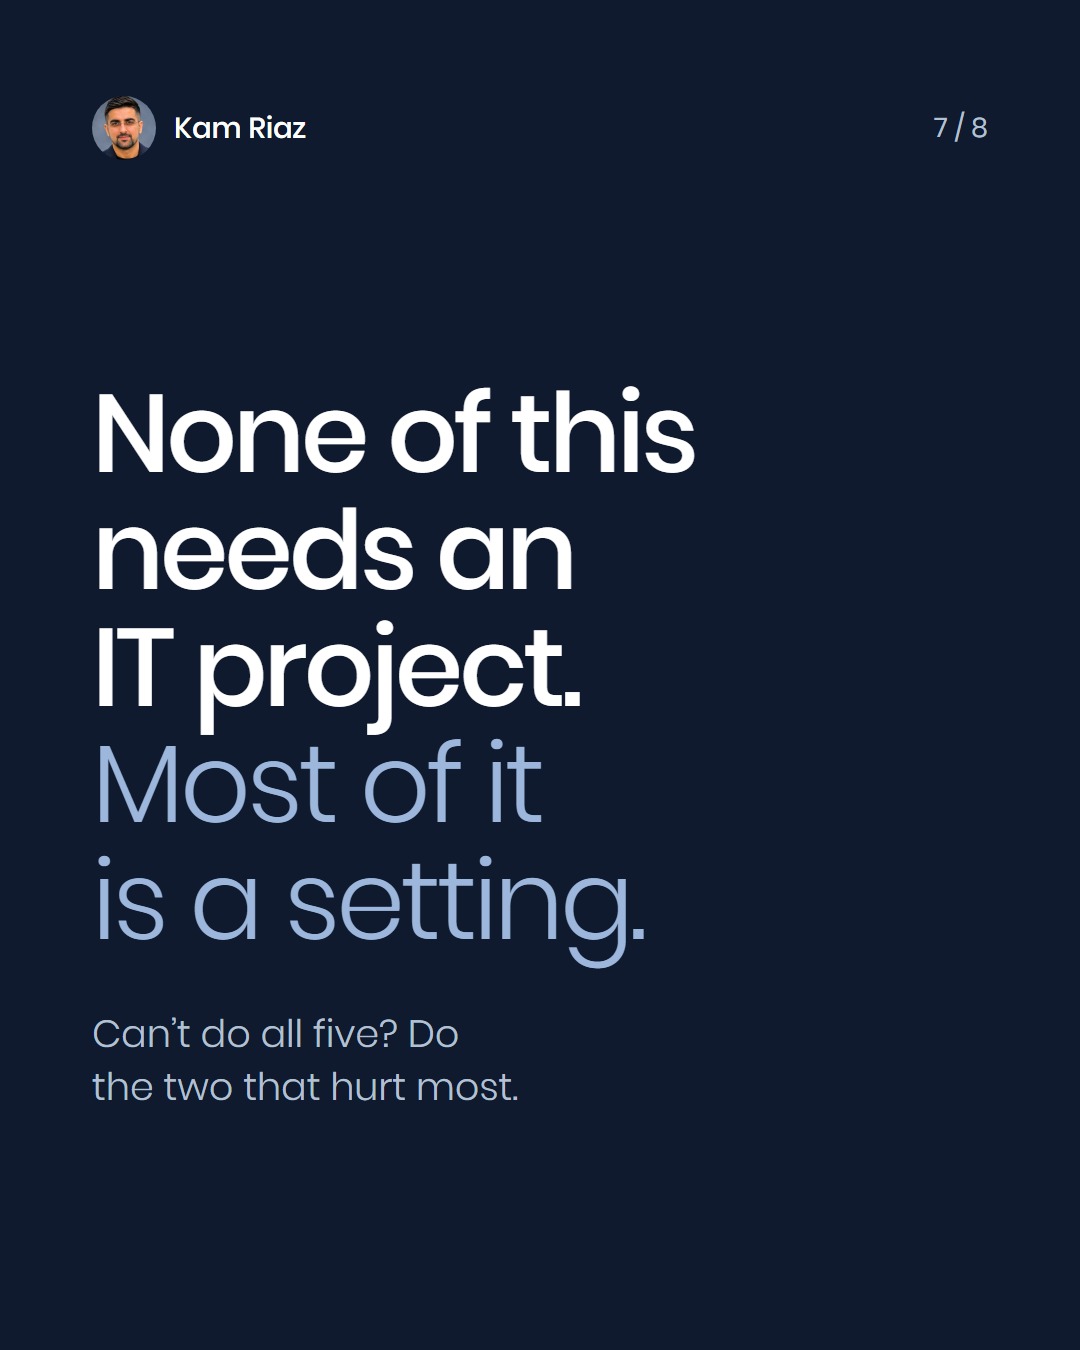 Kam Riaz
7 / 8
None of this
needs an
IT project.
Most of it
is a setting.
Can’t do all five? Do
the two that hurt most.